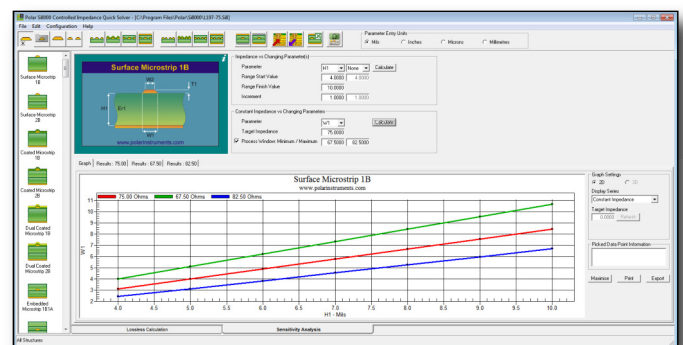 Polar Si8000 Controlled Impedance Quick Solver - [C:\Program Files\Polar\Si8000\L197-75.Si8]
File Edit Configuration Help
Parameter Entry Units
Mils Inches Microns Millimetres
Surface Microstrip 1B
Surface Microstrip 2B
Coated Microstrip 1B
Coated Microstrip 2B
Dual Coated Microstrip 1B
Dual Coated Microstrip 2B
Embedded Microstrip 1B1A
Surface Microstrip 1B
W2
T1
H1 Er1
W1
www.polarinstruments.com
Impedance vs Changing Parameter(s)
Parameter H1 None Calculate
Range Start Value 4.0000 4.0000
Range Finish Value 10.0000
Increment 1.0000 1.0000
Constant Impedance vs Changing Parameters
Parameter W1 Calculate
Target Impedance 75.0000
Process Window: Minimum / Maximum 67.5000 82.5000
Graph Results : 75.00 Results : 67.50 Results : 82.50
Surface Microstrip 1B
www.polarinstruments.com
75.00 Ohms 67.50 Ohms 82.50 Ohms
11
10
9
8
7
6
5
4
3
2
W1
4.0 4.5 5.0 5.5 6.0 6.5 7.0 7.5 8.0 8.5 9.0 9.5 10.0
H1 - Mils
Graph Settings
2D 3D
Display Series
Constant Impedance
Target Impedance
0.0000 Refresh
Picked Data Point Information
Maximise Print Export
Lossless Calculation Sensitivity Analysis
All Structures